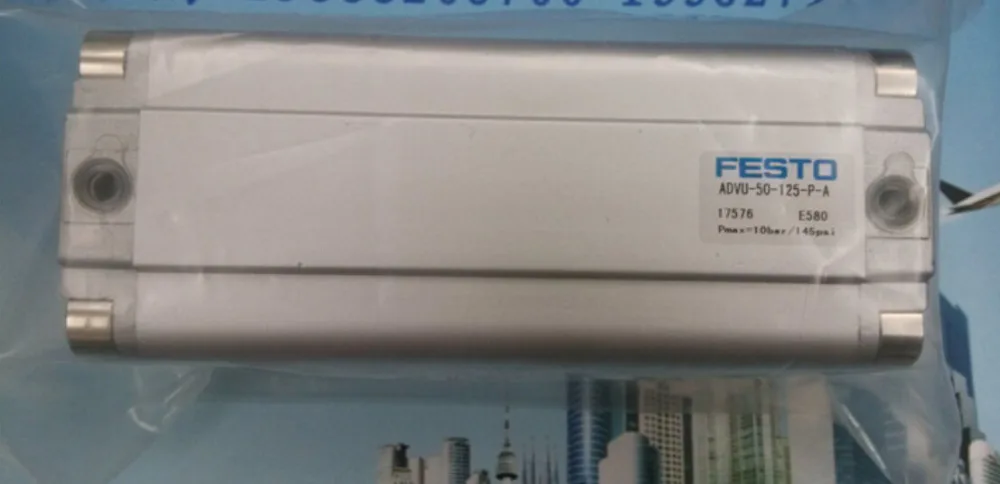 FESTO
ADVU-50-125-P-A
17576 E580
Pmax=10bar/145psi